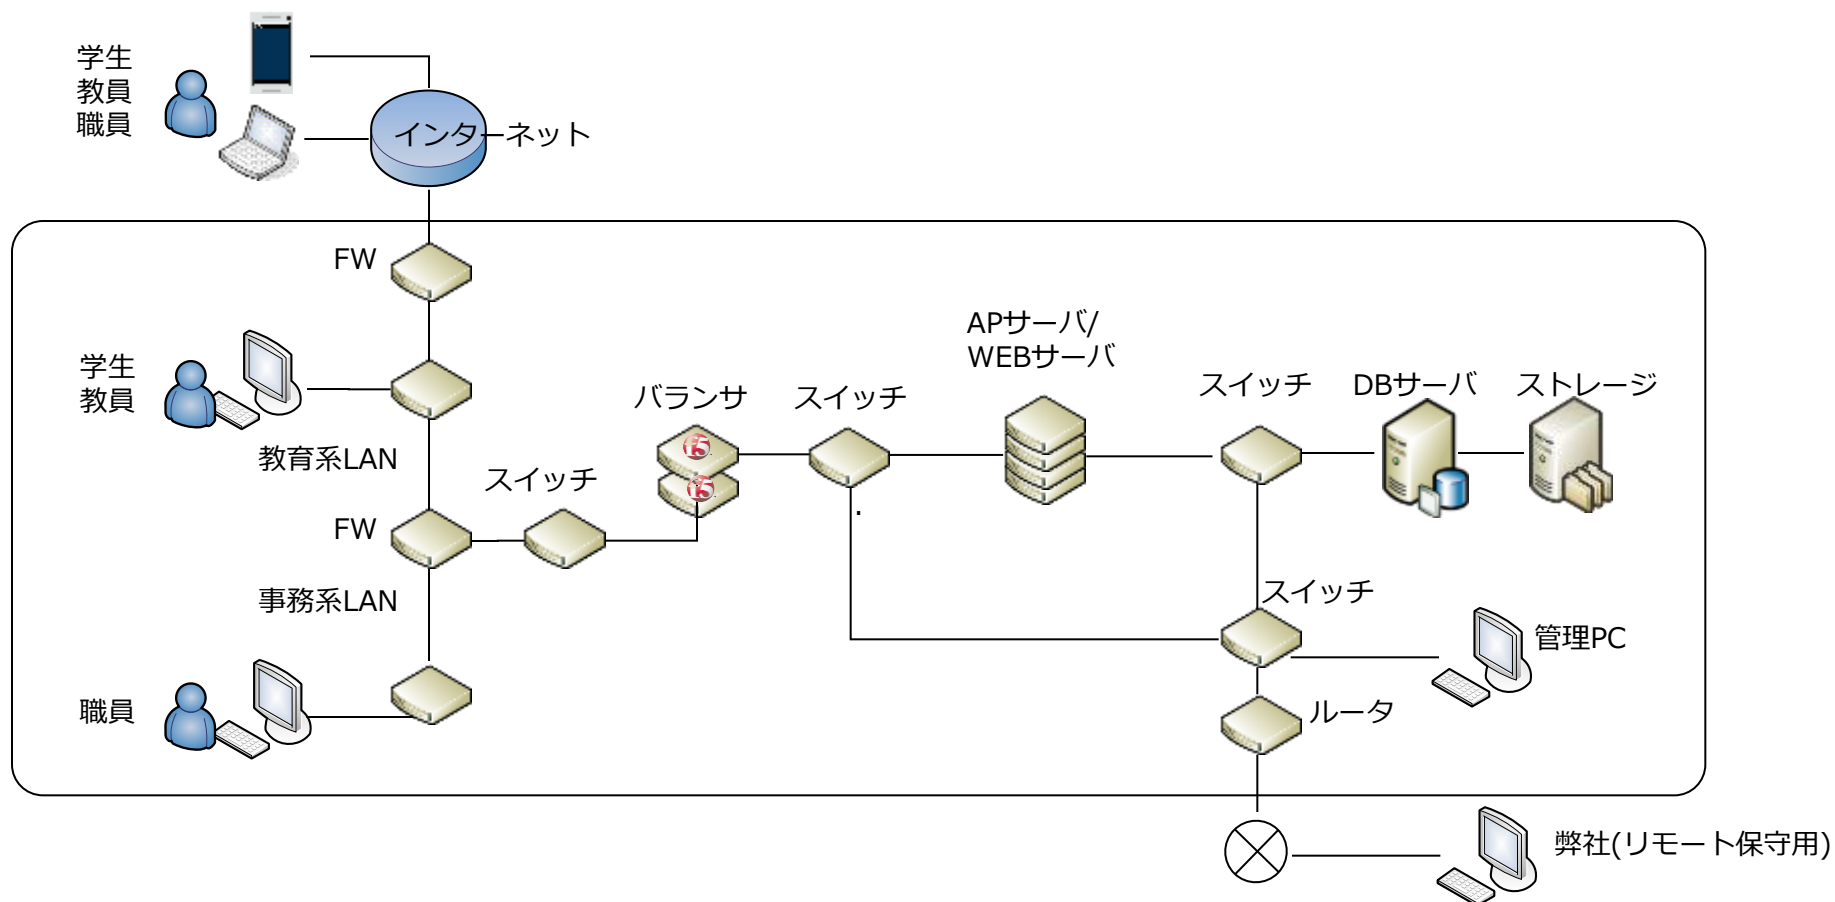 学生
教員
職員
インターネット
FW
学生
教員
教育系LAN
FW
事務系LAN
職員
スイッチ
バランサ
f5
f5
スイッチ
.
APサーバ/
WEBサーバ
スイッチ
DBサーバ
ストレージ
スイッチ
管理PC
ルータ
弊社(リモート保守用)